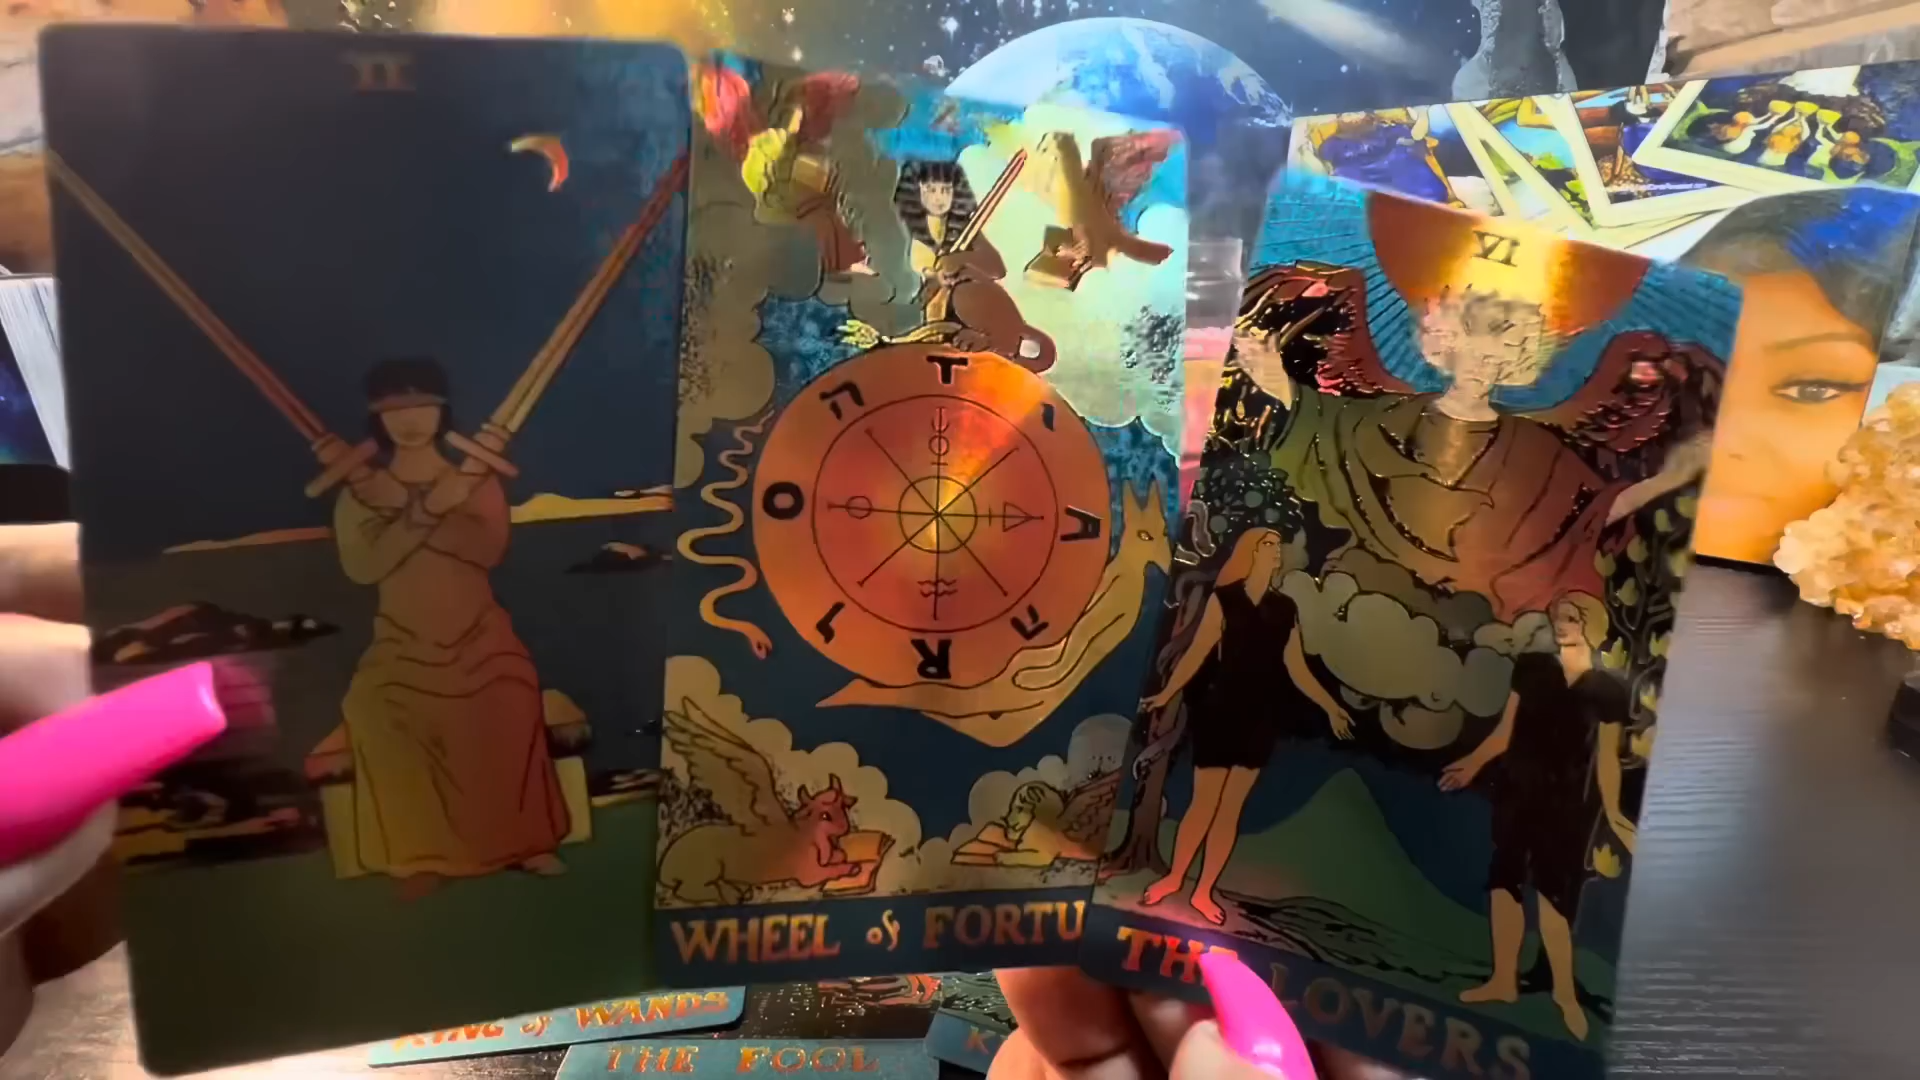 II
VI
T
A
R
O
י
ה
ו
ה
WHEEL of FORTU
THE LOVERS
KING of WANDS
THE FOOL
K